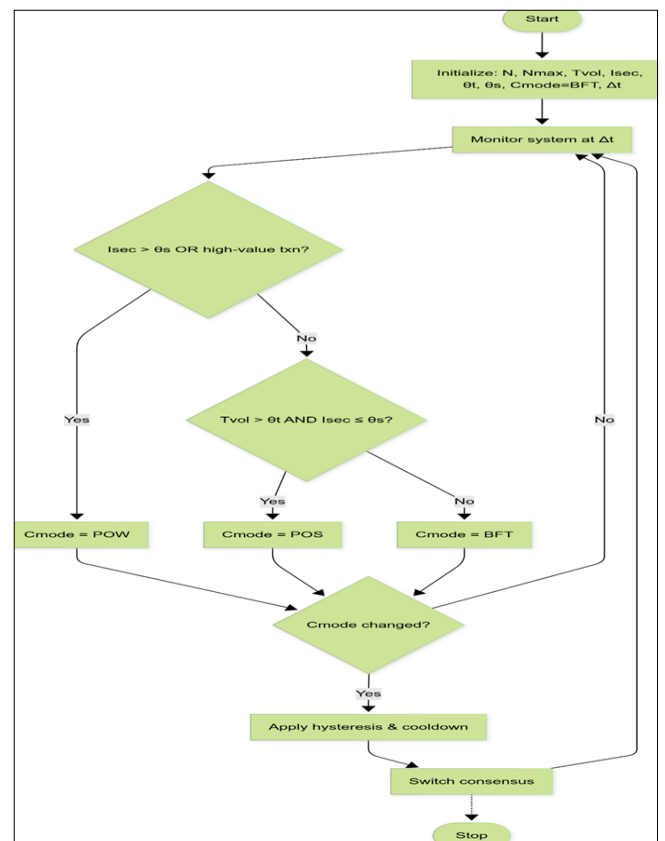 Start
Initialize: N, Nmax, Tvol, Isec,
θt, θs, Cmode=BFT, Δt
Monitor system at Δt
Isec > θs OR high-value txn?
No
Tvol > θt AND Isec ≤ θs?
Yes
No
Yes
No
Cmode = POW
Cmode = POS
Cmode = BFT
Cmode changed?
Yes
Apply hysteresis & cooldown
Switch consensus
Stop